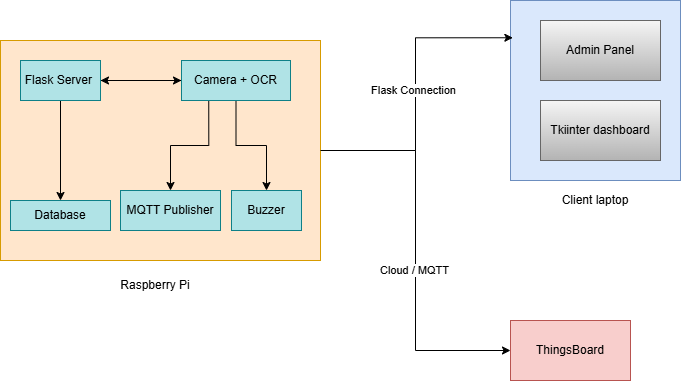 Admin Panel
Flask Server
Camera + OCR
Flask Connection
Tkiinter dashboard
Database
MQTT Publisher
Buzzer
Client laptop
Cloud / MQTT
Raspberry Pi
ThingsBoard